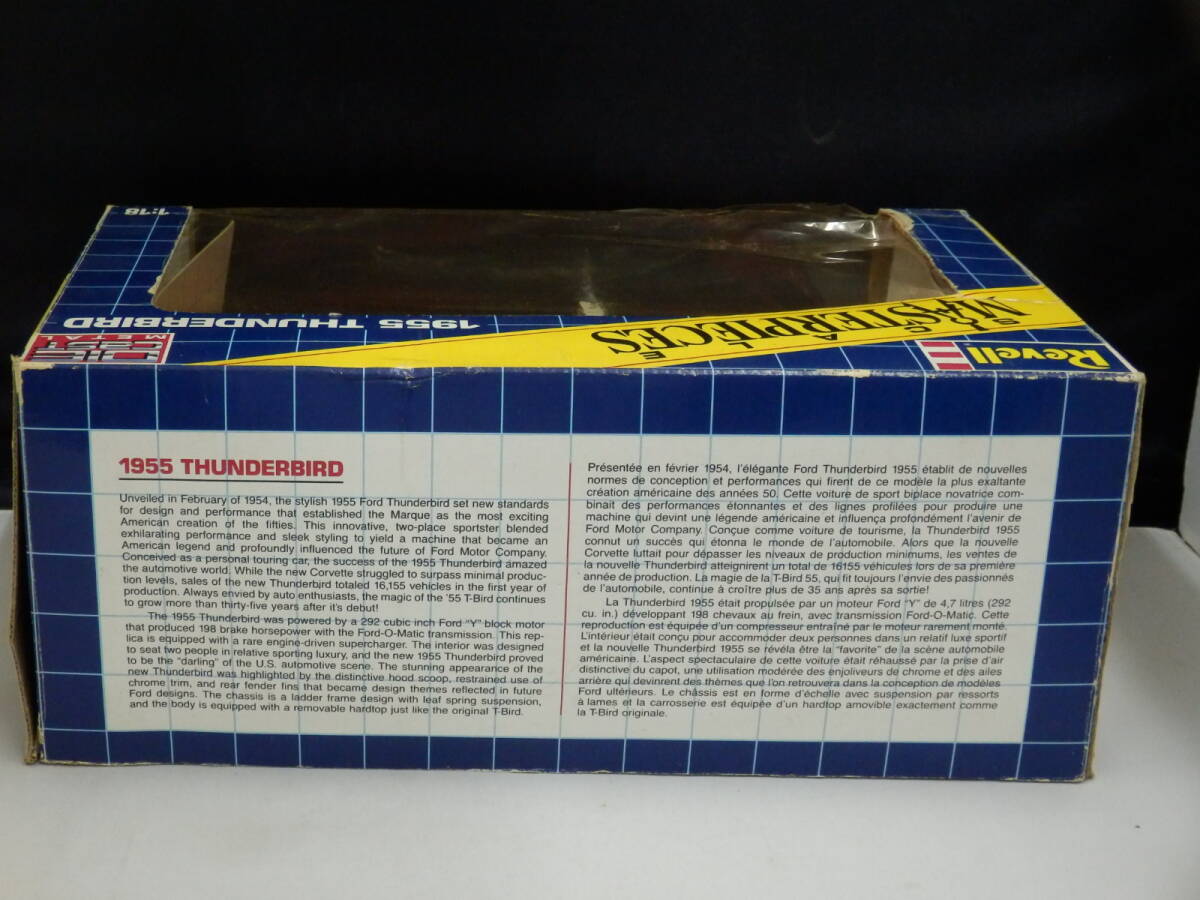 1:18
1955 THUNDERBIRD
DIE CAST
METAL
SCALE
MASTERPIECES
Revell
1955 THUNDERBIRD
Unveiled in February of 1954, the stylish 1955 Ford Thunderbird set new standards
for design and performance that established the Marque as the most exciting
American creation of the fifties. This innovative, two-place sportster blended
exhilarating performance and sleek styling to yield a machine that became an
American legend and profoundly influenced the future of Ford Motor Company.
Conceived as a personal touring car, the success of the 1955 Thunderbird amazed
the automotive world. While the new Corvette struggled to surpass minimal produc-
tion levels, sales of the new Thunderbird totaled 16,155 vehicles in the first year of
production. Always envied by auto enthusiasts, the magic of the '55 T-Bird continues
to grow more than thirty-five years after it's debut!
The 1955 Thunderbird was powered by a 292 cubic inch Ford "Y" block motor
that produced 198 brake horsepower with the Ford-O-Matic transmission. This rep-
lica is equipped with a rare engine-driven supercharger. The interior was designed
to seat two people in relative sporting luxury, and the new 1955 Thunderbird proved
to be the "darling" of the U.S. automotive scene. The stunning appearance of the
new Thunderbird was highlighted by the distinctive hood scoop, restrained use of
chrome trim, and rear fender fins that became design themes reflected in future
Ford designs. The chassis is a ladder frame design with leaf spring suspension,
and the body is equipped with a removable hardtop just like the original T-Bird.
Présentée en février 1954, l'élégante Ford Thunderbird 1955 établit de nouvelles
normes de conception et performances qui firent de ce modèle la plus exaltante
création américaine des années 50. Cette voiture de sport biplace novatrice com-
binait des performances étonnantes et des lignes profilées pour produire une
machine qui devint une légende américaine et influença profondément l'avenir de
Ford Motor Company. Conçue comme voiture de tourisme, la Thunderbird 1955
connut un succès qui étonna le monde de l'automobile. Alors que la nouvelle
Corvette luttait pour dépasser les niveaux de production minimums, les ventes de
la nouvelle Thunderbird atteignirent un total de 16155 véhicules lors de sa première
année de production. La magie de la T-Bird 55, qui fit toujours l'envie des passionnés
de l'automobile, continue à croître plus de 35 ans après sa sortie!
La Thunderbird 1955 était propulsée par un moteur Ford "Y" de 4,7 litres (292
cu. in.) développant 198 chevaux au frein, avec transmission Ford-O-Matic. Cette
reproduction est équipée d'un compresseur entraîné par le moteur rarement monté.
L'intérieur était conçu pour accommoder deux personnes dans un relatif luxe sportif
et la nouvelle Thunderbird 1955 se révéla être la "favorite" de la scène automobile
américaine. L'aspect spectaculaire de cette voiture était réhaussé par la prise d'air
distinctive du capot, une utilisation modérée des enjoliveurs de chrome et des ailes
arrière qui devinrent des thèmes que l'on retrouvera dans la conception de modèles
Ford ultérieurs. Le châssis est en forme d'échelle avec suspension par ressorts
à lames et la carrosserie est équipée d'un hardtop amovible exactement comme
la T-Bird originale.